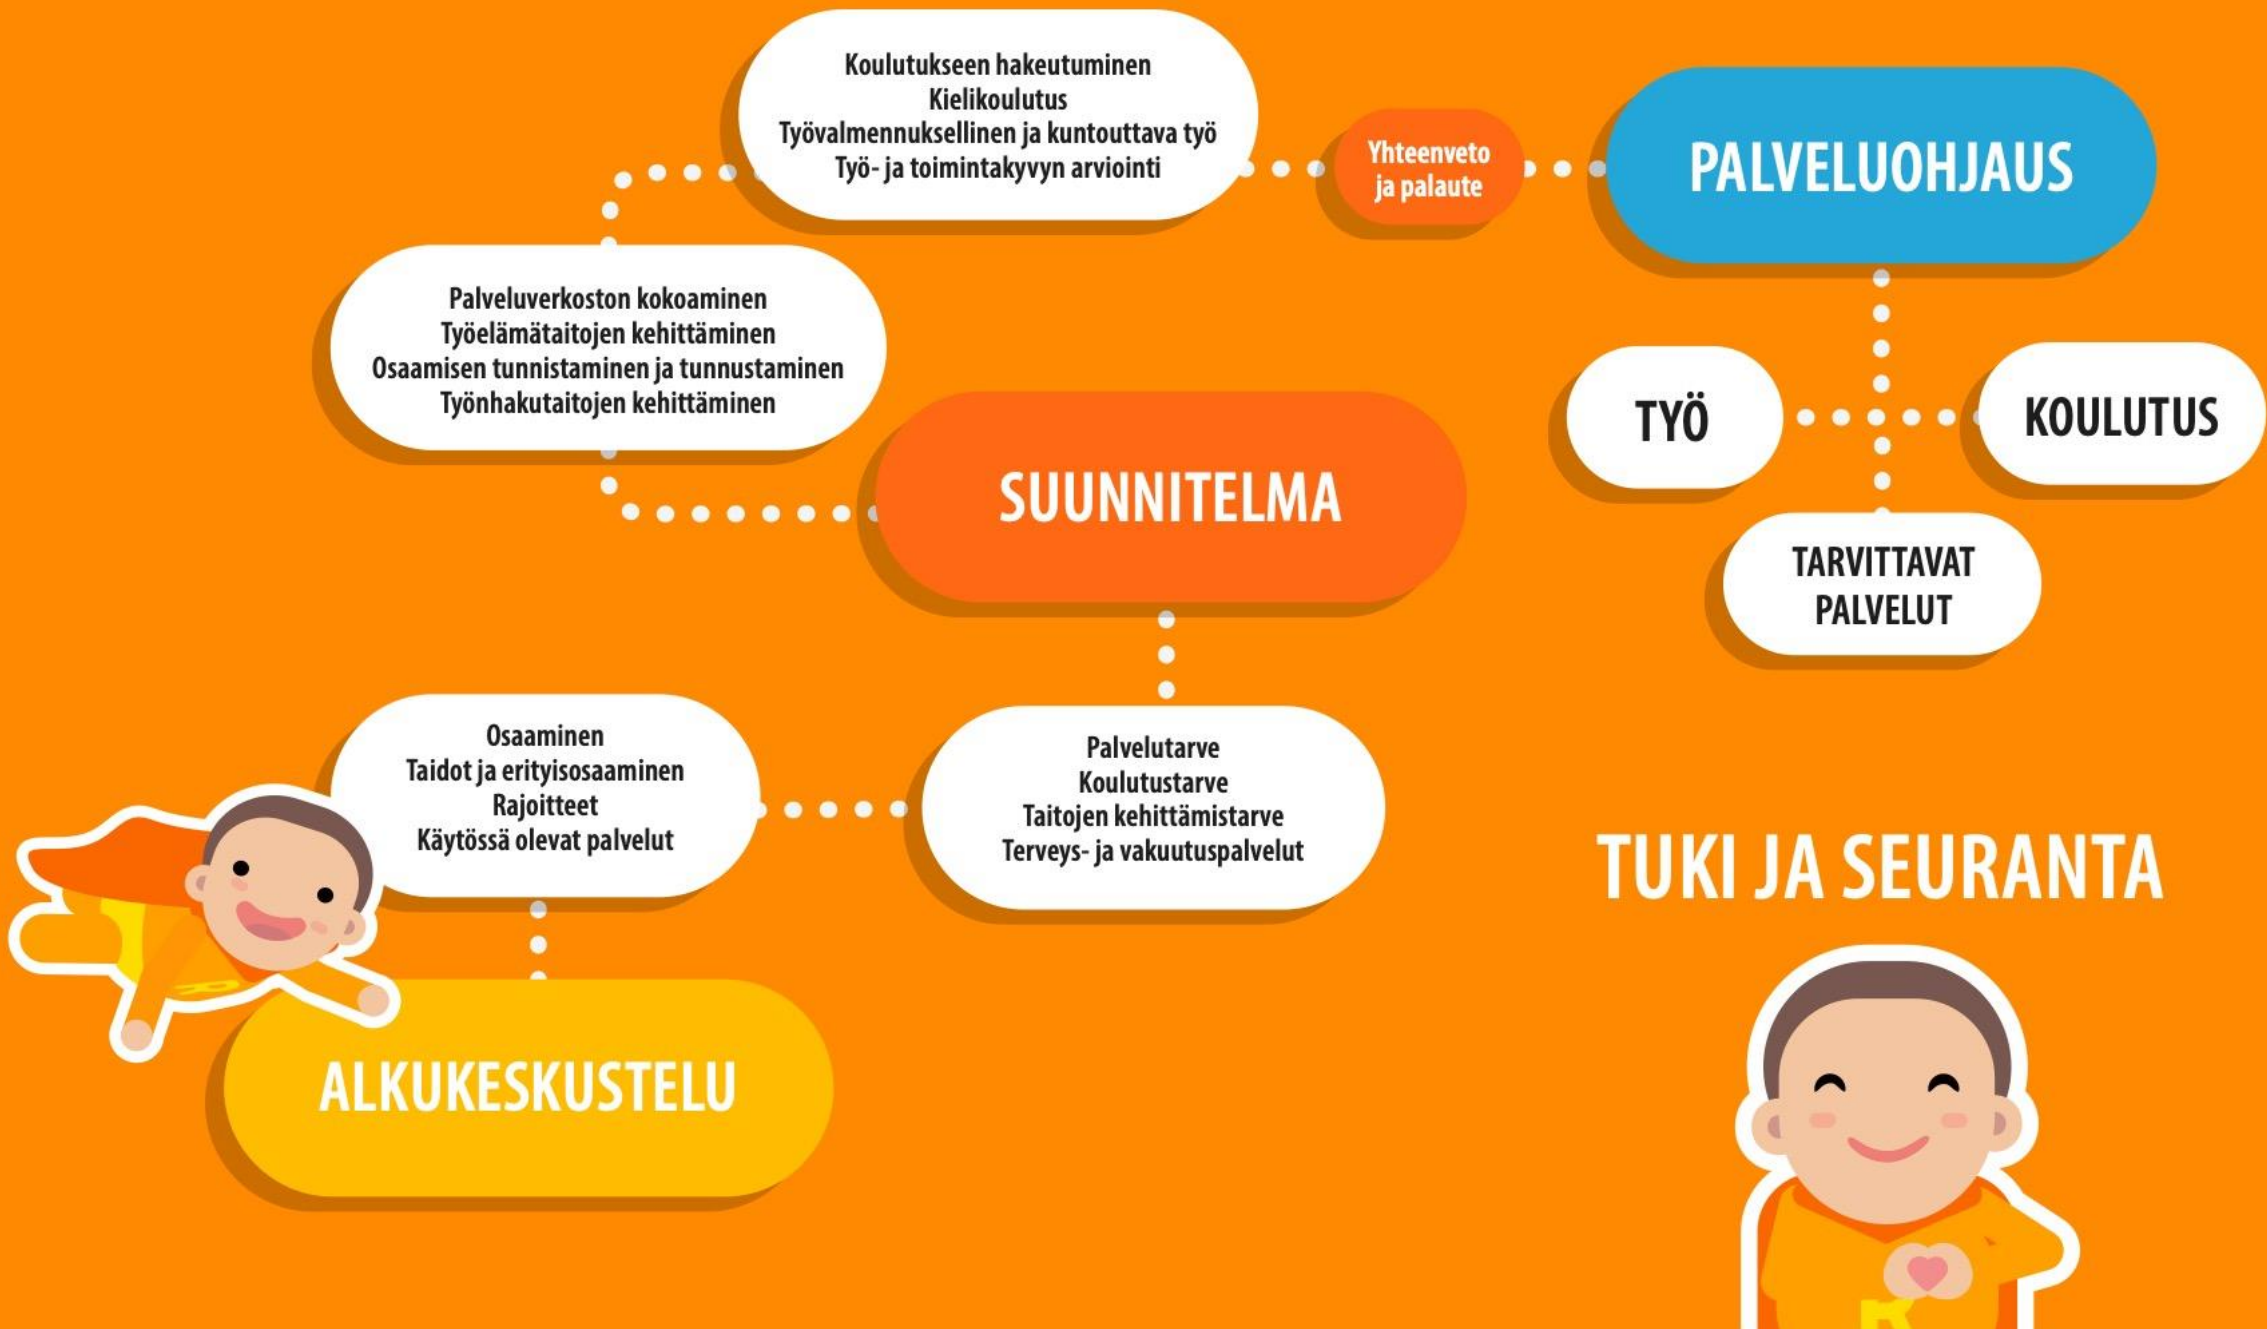 Koulutukseen hakeutuminen
Kielikoulutus
Työvalmennuksellinen ja kuntouttava työ
Työ- ja toimintakyvyn arviointi
Yhteenveto
ja palaute
PALVELUOHJAUS
Palveluverkoston kokoaminen
Työelämätaitojen kehittäminen
Osaamisen tunnistaminen ja tunnustaminen
Työnhakutaitojen kehittäminen
TYÖ
KOULUTUS
SUUNNITELMA
TARVITTAVAT
PALVELUT
Osaaminen
Taidot ja erityisosaaminen
Rajoitteet
Käytössä olevat palvelut
Palvelutarve
Koulutustarve
Taitojen kehittämistarve
Terveys- ja vakuutuspalvelut
TUKI JA SEURANTA
ALKUKESKUSTELU
R
K